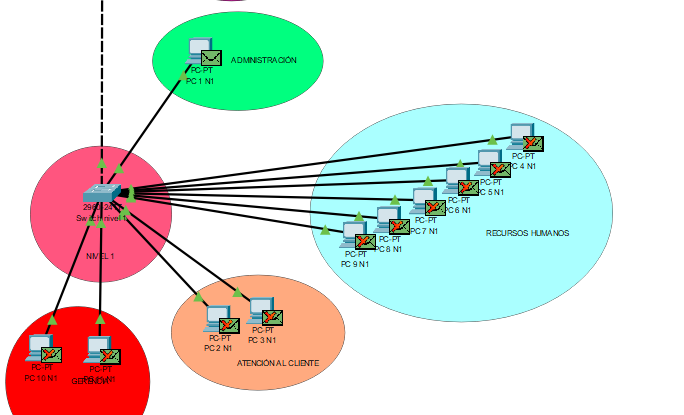 PC-PT
PC 1 N1
ADMINISTRACIÓN
PC-PT
PC 4 N1
PC-PT
PC 5 N1
PC-PT
PC 6 N1
PC-PT
PC 7 N1
PC-PT
PC 8 N1
PC-PT
PC 9 N1
RECURSOS HUMANOS
Switch nivel 1
NIVEL 1
PC-PT
PC 2 N1
PC-PT
PC 3 N1
ATENCIÓN AL CLIENTE
PC-PT
PC 10 N1
PC-PT
GERENCIA